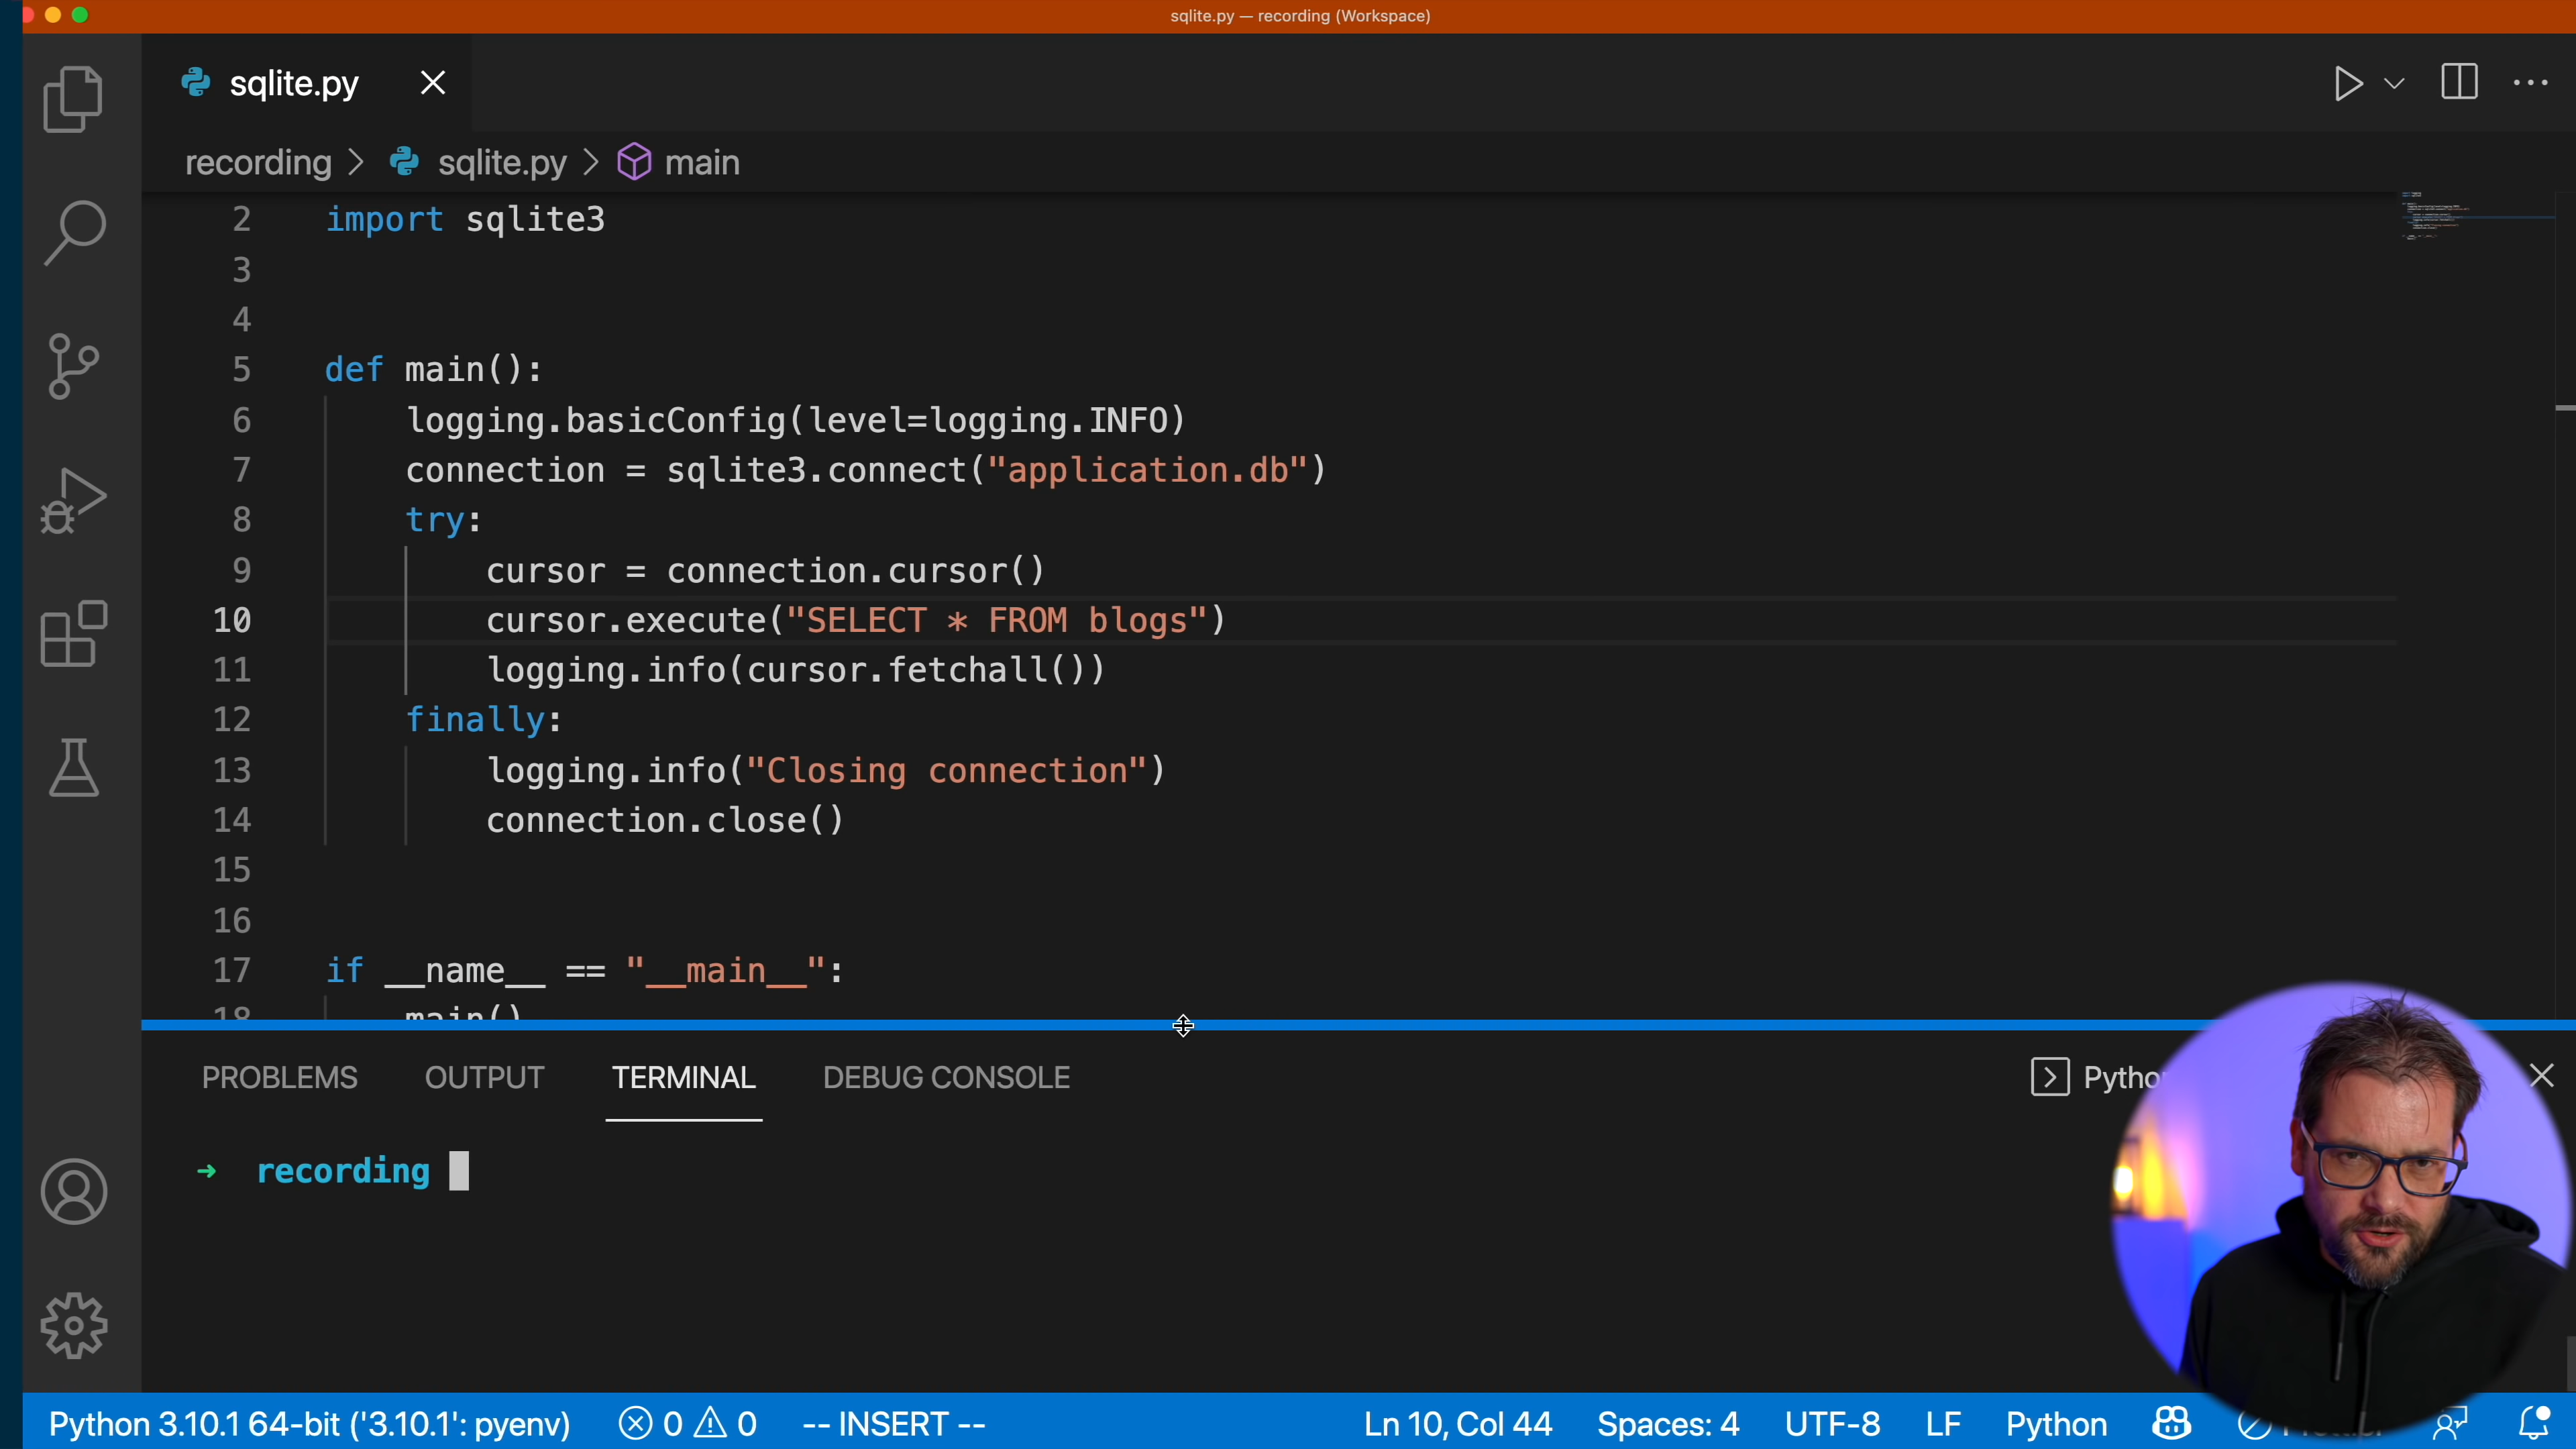 sqlite.py — recording (Workspace)
sqlite.py
recording > sqlite.py > main
2 import sqlite3
3
4
5 def main():
6 logging.basicConfig(level=logging.INFO)
7 connection = sqlite3.connect("application.db")
8 try:
9 cursor = connection.cursor()
10 cursor.execute("SELECT * FROM blogs")
11 logging.info(cursor.fetchall())
12 finally:
13 logging.info("Closing connection")
14 connection.close()
15
16
17 if __name__ == "__main__":
18 main()
PROBLEMS OUTPUT TERMINAL DEBUG CONSOLE
➜ recording
Python 3.10.1 64-bit ('3.10.1': pyenv) 0 0 -- INSERT -- Ln 10, Col 44 Spaces: 4 UTF-8 LF Python